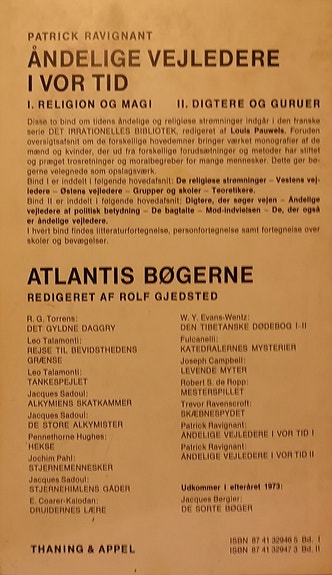 PATRICK RAVIGNANT
ÅNDELIGE VEJLEDERE
I VOR TID
I. RELIGION OG MAGI II. DIGTERE OG GURUER
Disse to bind om tidens åndelige og religiøse strømninger indgår i den franske
serie DET IRRATIONELLES BIBLIOTEK, redigeret af Louis Pauwels. Foruden
oversigtsafsnit om de forskellige hovedemner bringer værket monografier af de
mænd og kvinder, der ud fra forskellige forudsætninger og metoder har stiftet
og præget trosretninger og moralbegreber for mange mennesker. Dette gør bø-
gerne velegnede som opslagsværk.
Bind I er inddelt i følgende hovedafsnit: De religiøse strømninger – Vestens vej-
ledere – Østens vejledere – Grupper og skoler – Teoretikere.
Bind II er inddelt i følgende hovedafsnit: Digtere, der søger vejen – Åndelige
vejledere af politisk betydning – De bagtalte – Mod-indvielsen – De, der også
er åndelige vejledere.
I hvert bind findes litteraturfortegnelse, personfortegnelse samt fortegnelse over
skoler og bevægelser.
ATLANTIS BØGERNE
REDIGERET AF ROLF GJEDSTED
R. G. Torrens:
DET GYLDNE DAGGRY
Leo Talamonti:
REJSE TIL BEVIDSTHEDENS
GRÆNSE
Leo Talamonti:
TANKESPEJLET
Jacques Sadoul:
ALKYMIENS SKATKAMMER
Jacques Sadoul:
DE STORE ALKYMISTER
Pennethorne Hughes:
HEKSE
Jochim Pahl:
STJERNEMENNESKER
Jacques Sadoul:
STJERNEHIMLENS GÅDER
E. Coarer-Kalodan:
DRUIDERNES LÆRE
W. Y. Evans-Wentz:
DEN TIBETANSKE DØDEBOG I-II
Fulcanelli:
KATEDRALERNES MYSTERIER
Joseph Campbell:
LEVENDE MYTER
Robert S. de Ropp:
MESTERSPILLET
Trevor Ravenscroft:
SKÆBNESPYDET
Patrick Ravignant:
ÅNDELIGE VEJLEDERE I VOR TID I
Patrick Ravignant:
ÅNDELIGE VEJLEDERE I VOR TID II
Udkommer i efteråret 1973:
Jacques Bergier:
DE SORTE BØGER
THANING & APPEL
ISBN 87 41 32946 5 Bd. I
ISBN 87 41 32947 3 Bd. II